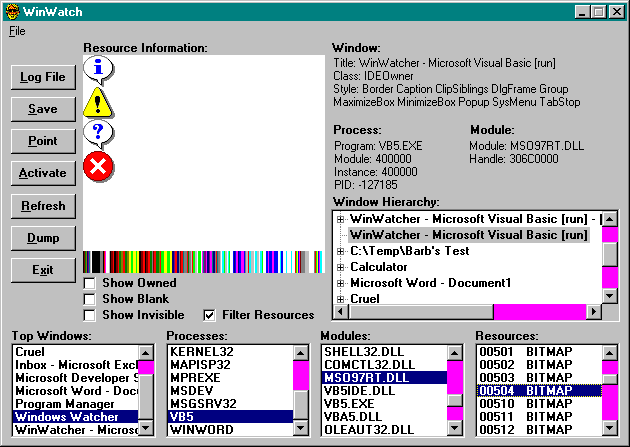 WinWatch
File
Resource Information:
Log File
Save
Point
Activate
Refresh
Dump
Exit
Show Owned
Show Blank
Show Invisible
Filter Resources
Window:
Title: WinWatcher - Microsoft Visual Basic [run]
Class: IDEOwner
Style: Border Caption ClipSiblings DlgFrame Group
MaximizeBox MinimizeBox Popup SysMenu TabStop
Process:
Program: VB5.EXE
Module: 400000
Instance: 400000
PID: -127185
Module:
Module: MSO97RT.DLL
Handle: 306C0000
Window Hierarchy:
WinWatcher - Microsoft Visual Basic [run] - [
WinWatcher - Microsoft Visual Basic [run]
C:\Temp\Barb's Test
Calculator
Microsoft Word - Document1
Cruel
Top Windows:
Cruel
Inbox - Microsoft Exc
Microsoft Developer S
Microsoft Word - Docu
Program Manager
Windows Watcher
WinWatcher - Microso
Processes:
KERNEL32
MAPISP32
MPREXE
MSDEV
MSGSRV32
VB5
WINWORD
Modules:
SHELL32.DLL
COMCTL32.DLL
MSO97RT.DLL
VB5IDE.DLL
VB5.EXE
VBA5.DLL
OLEAUT32.DLL
Resources:
00501 BITMAP
00502 BITMAP
00503 BITMAP
00504 BITMAP
00510 BITMAP
00511 BITMAP
00512 BITMAP